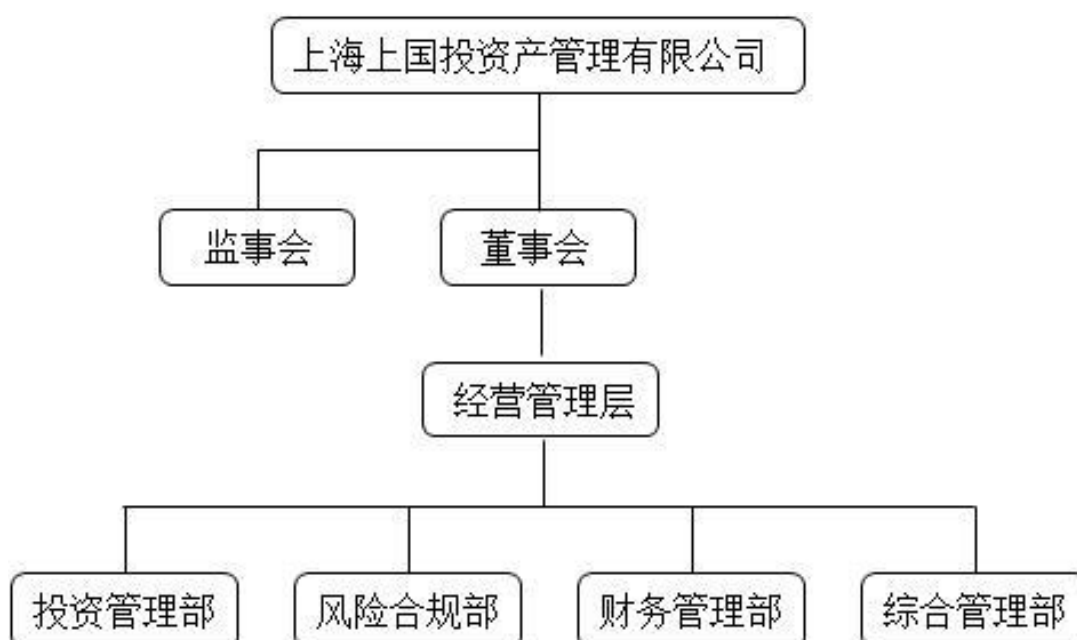 上海上国投资产管理有限公司
监事会
董事会
经营管理层
投资管理部
风险合规部
财务管理部
综合管理部